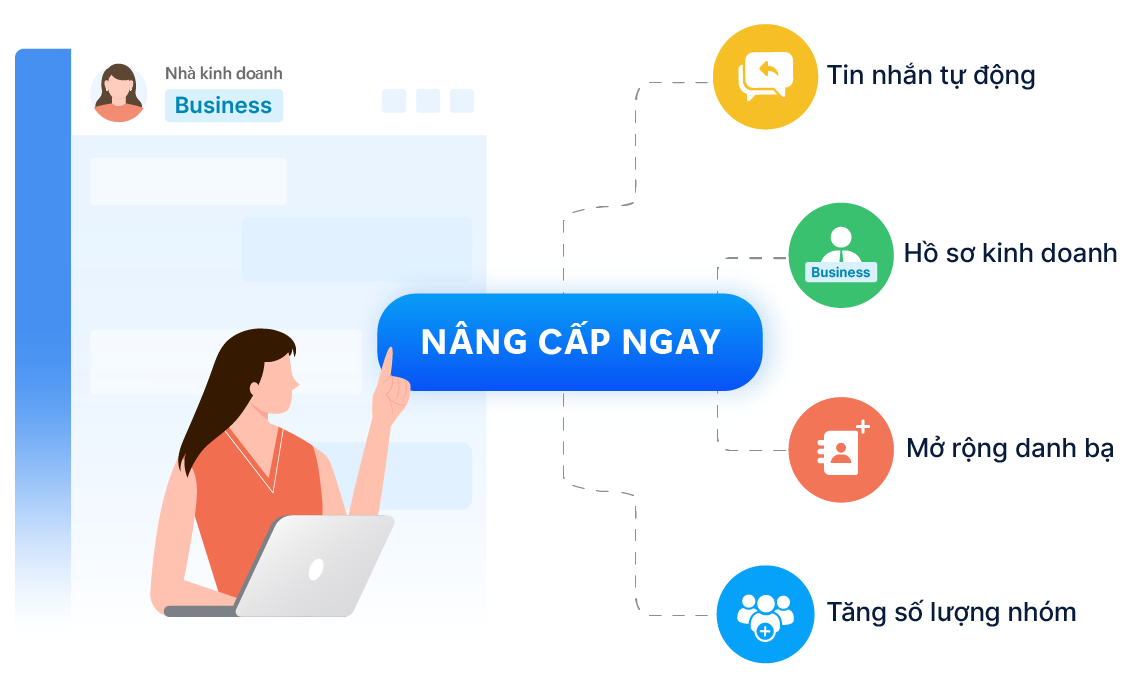 Nhà kinh doanh
Business
NÂNG CẤP NGAY
Tin nhắn tự động
Hồ sơ kinh doanh
Business
Mở rộng danh bạ
Tăng số lượng nhóm